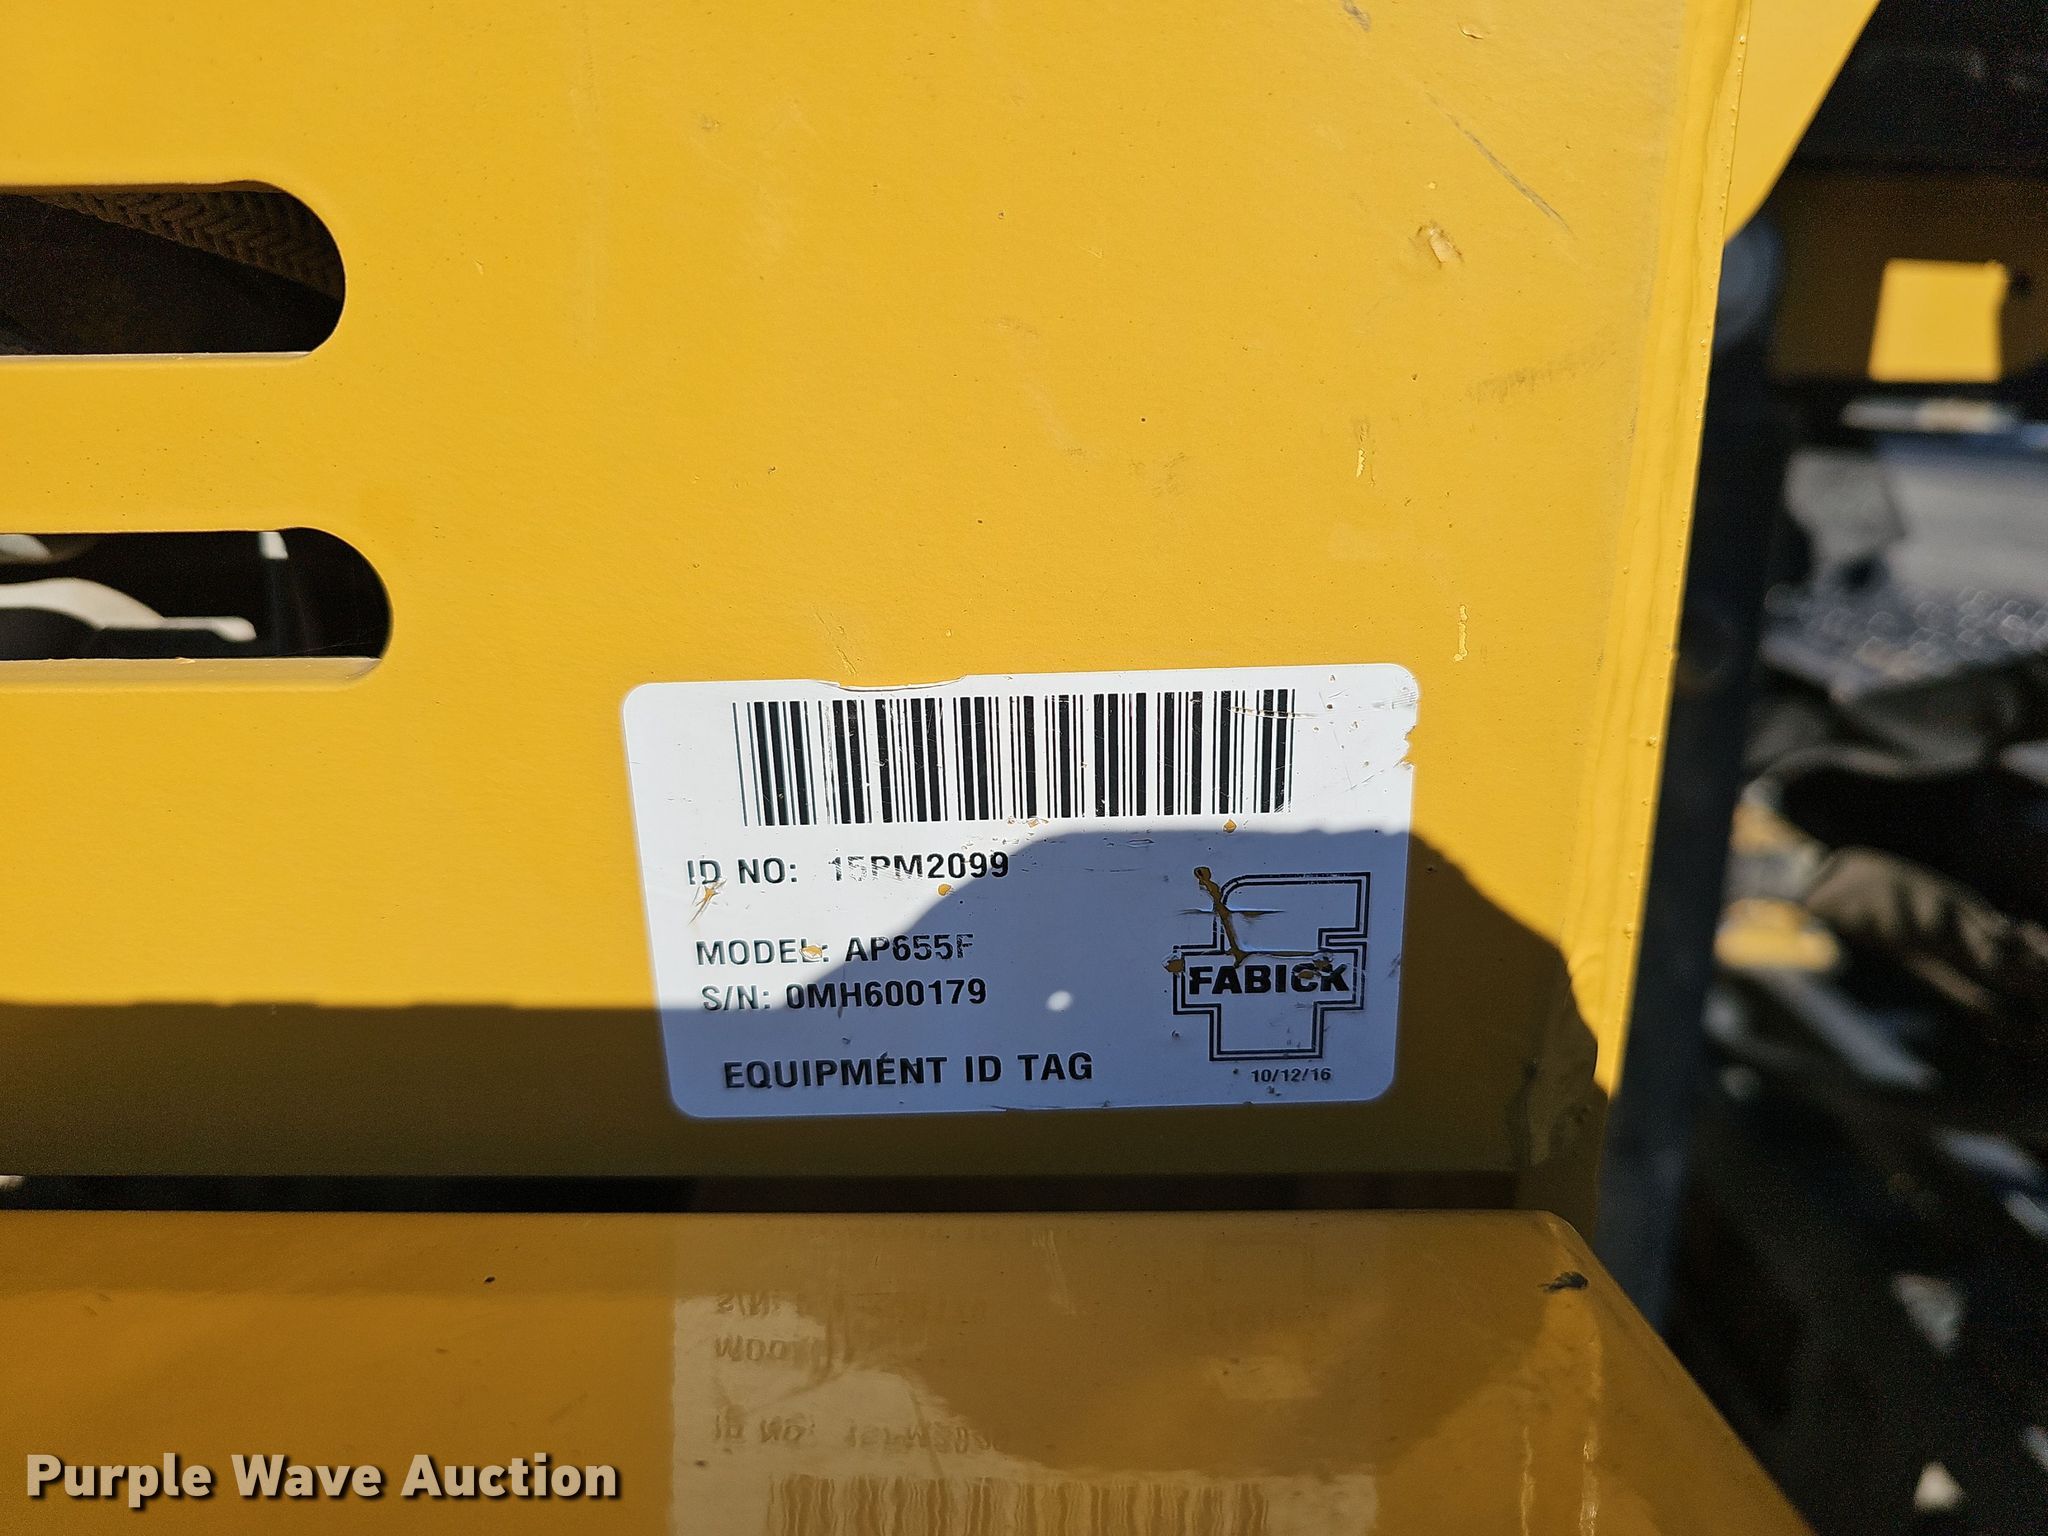 ID NO: 15PM2099
MODEL: AP655F
S/N: 0MH600179
FABICK
EQUIPMENT ID TAG
10/12/16
Purple Wave Auction